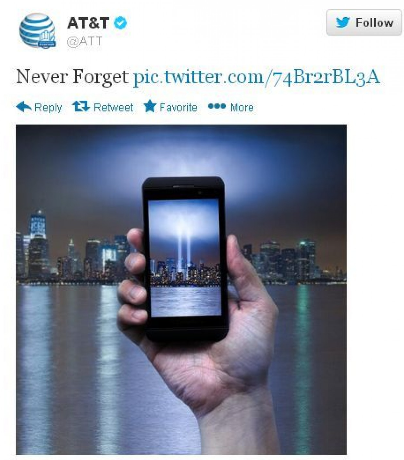 AT&T
@ATT
Follow
Never Forget pic.twitter.com/74Br2rBL3A
Reply Retweet Favorite More